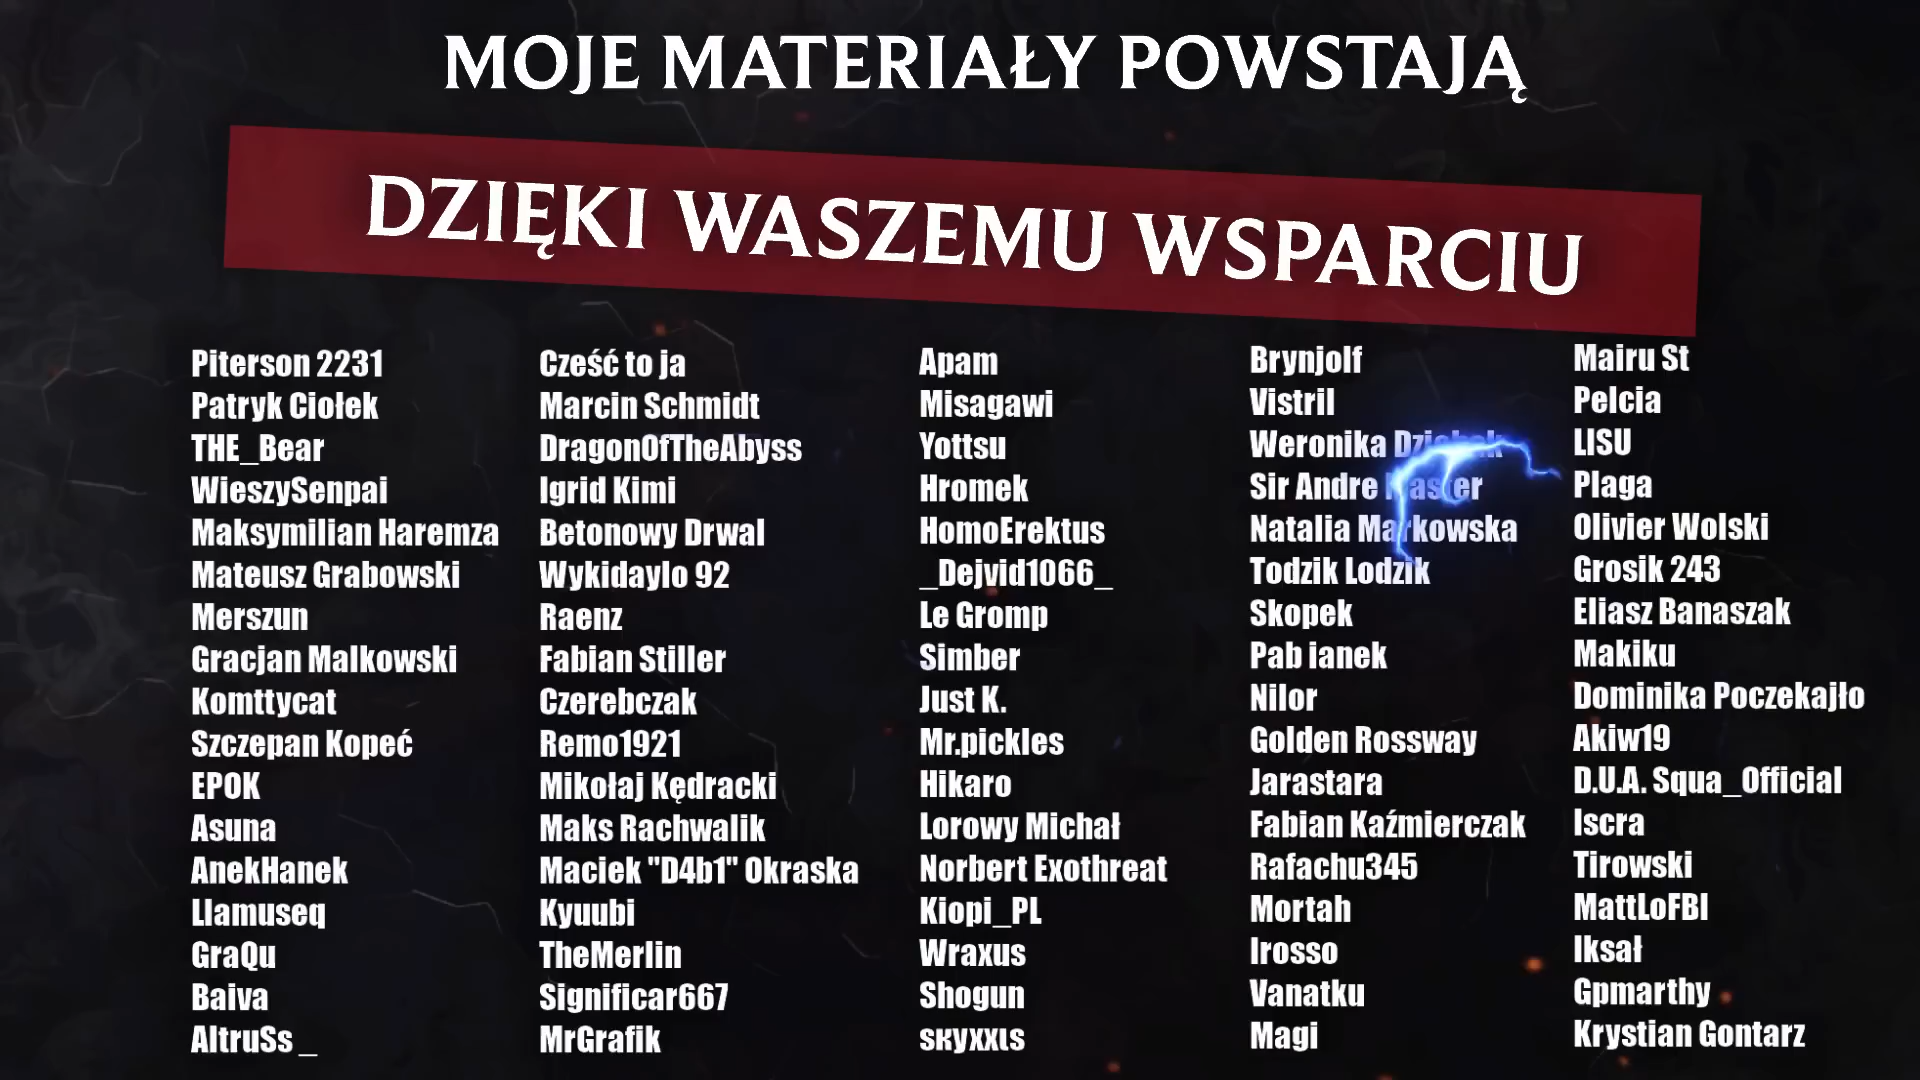 MOJE MATERIAŁY POWSTAJĄ
DZIĘKI WASZEMU WSPARCIU
Piterson 2231
Patryk Ciołek
THE_Bear
WieszySenpai
Maksymilian Haremza
Mateusz Grabowski
Merszun
Gracjan Malkowski
Komttycat
Szczepan Kopeć
EPOK
Asuna
AnekHanek
Llamuseq
GraQu
Baiva
AltruSs _
Cześć to ja
Marcin Schmidt
DragonOfTheAbyss
Igrid Kimi
Betonowy Drwal
Wykidaylo 92
Raenz
Fabian Stiller
Czerebczak
Remo1921
Mikołaj Kędracki
Maks Rachwalik
Maciek "D4b1" Okraska
Kyuubi
TheMerlin
Significar667
MrGrafik
Apam
Misagawi
Yottsu
Hromek
HomoErektus
_Dejvid1066_
Le Gromp
Simber
Just K.
Mr.pickles
Hikaro
Lorowy Michał
Norbert Exothreat
Kiopi_PL
Wraxus
Shogun
sкyxxιs
Brynjolf
Vistril
Weronika
Sir Andre
Natalia Markowska
Todzik Lodzik
Skopek
Pab ianek
Nilor
Golden Rossway
Jarastara
Fabian Kaźmierczak
Rafachu345
Mortah
Irosso
Vanatku
Magi
Mairu St
Pelcia
LISU
Plaga
Olivier Wolski
Grosik 243
Eliasz Banaszak
Makiku
Dominika Poczekajło
Akiw19
D.U.A. Squa_Official
Iscra
Tirowski
MattLoFBI
Iksał
Gpmarthy
Krystian Gontarz